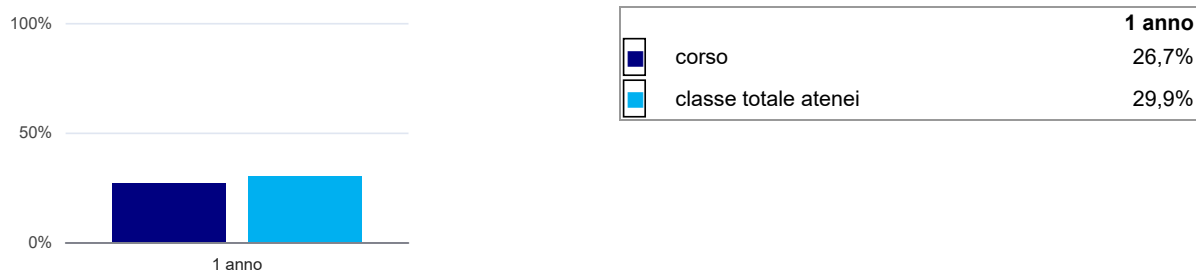 100%
50%
0%
1 anno
1 anno
corso 26,7%
classe totale atenei 29,9%